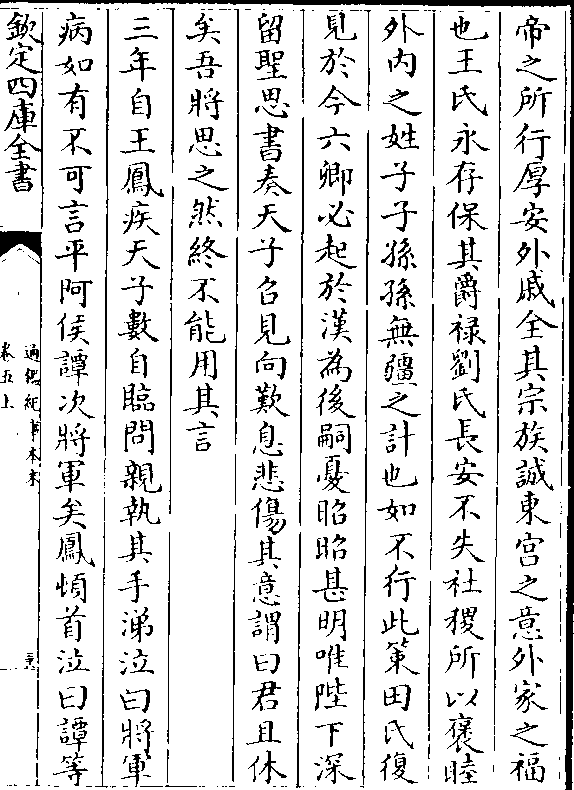 帝之所行厚安外戚全其宗族誠東宫之意外家之福
也王氏永存保其爵禄劉氏長安不失社稷所以褒睦
外内之姓子子孫孫無疆之計也如不行此策田氏復
見於今六卿必起於漢為後嗣憂昭昭甚明唯陛下深
留聖思書奏天子召見向歎息悲傷其意謂曰君且休
矣吾將思之然終不能用其言
三年自王鳳疾天子數自臨問親執其手涕泣曰將軍
病如有不可言平阿侯譚次將軍矣鳳頓首泣曰譚等
欽定四庫全書
通鑑紀事本末
卷五上